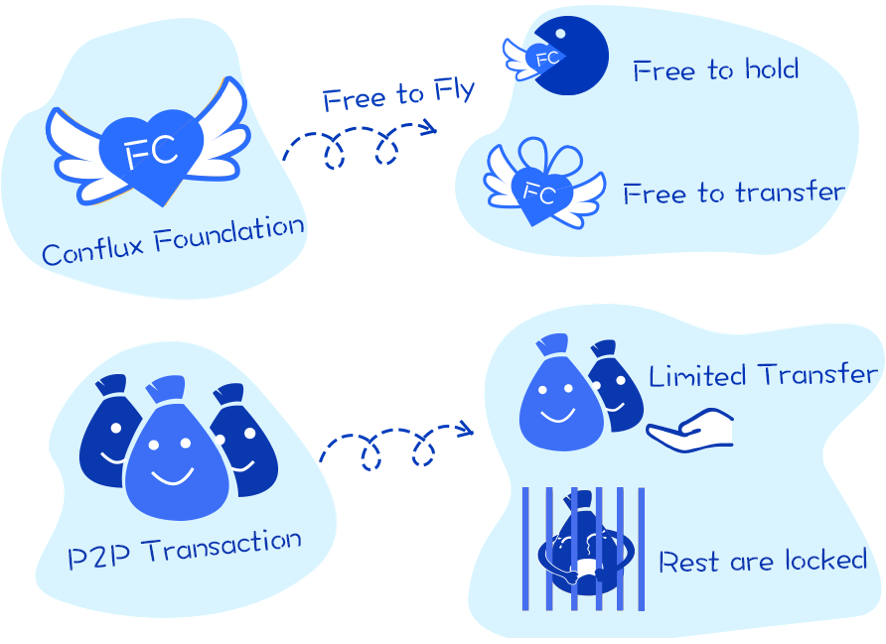 FC
Conflux Foundation
Free to Fly
FC
Free to hold
FC
Free to transfer
P2P Transaction
Limited Transfer
Rest are locked